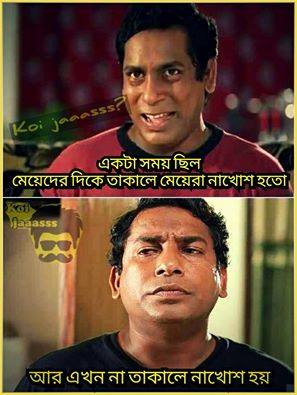 Koi jaaasss?
একটা সময় ছিল
মেয়েদের দিকে তাকালে মেয়েরা নাখোশ হতো
Koi
jaaasss
আর এখন না তাকালে নাখোশ হয়